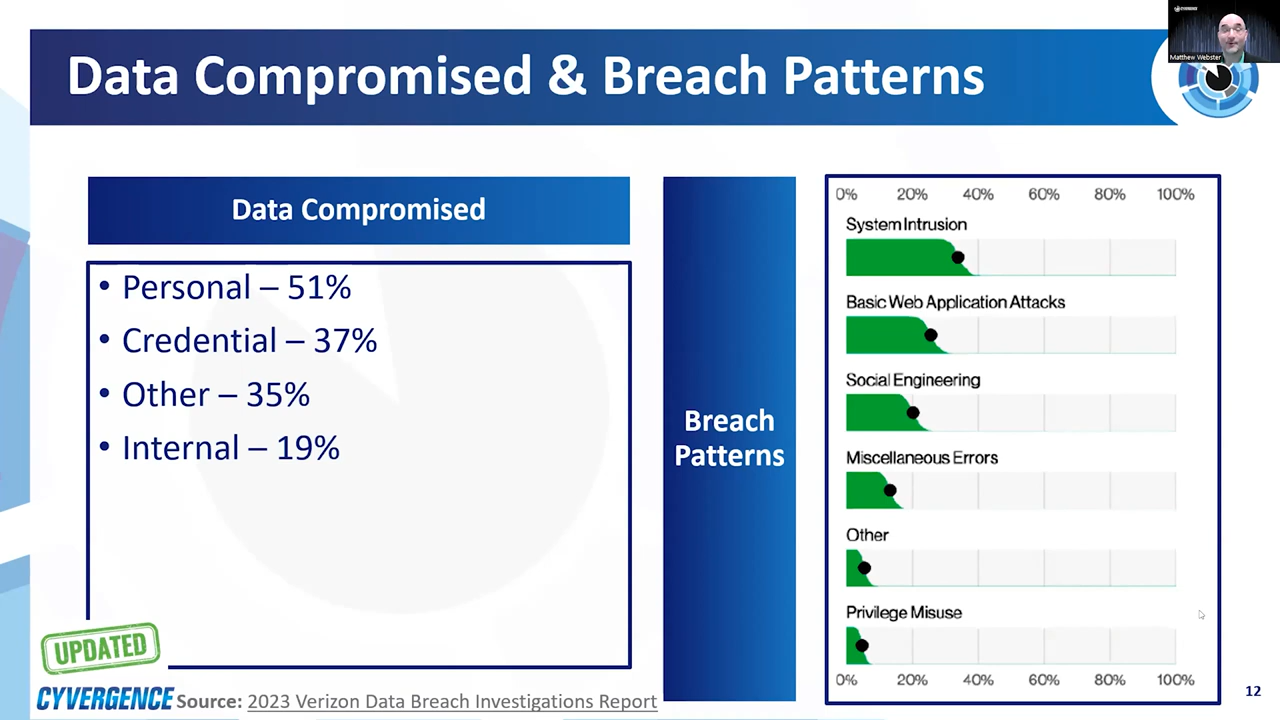 Data Compromised & Breach Patterns
Matthew Webster
Data Compromised
• Personal – 51%
• Credential – 37%
• Other – 35%
• Internal – 19%
Breach
Patterns
0% 20% 40% 60% 80% 100%
System Intrusion
Basic Web Application Attacks
Social Engineering
Miscellaneous Errors
Other
Privilege Misuse
0% 20% 40% 60% 80% 100%
UPDATED
CYVERGENCE
Source: 2023 Verizon Data Breach Investigations Report
12